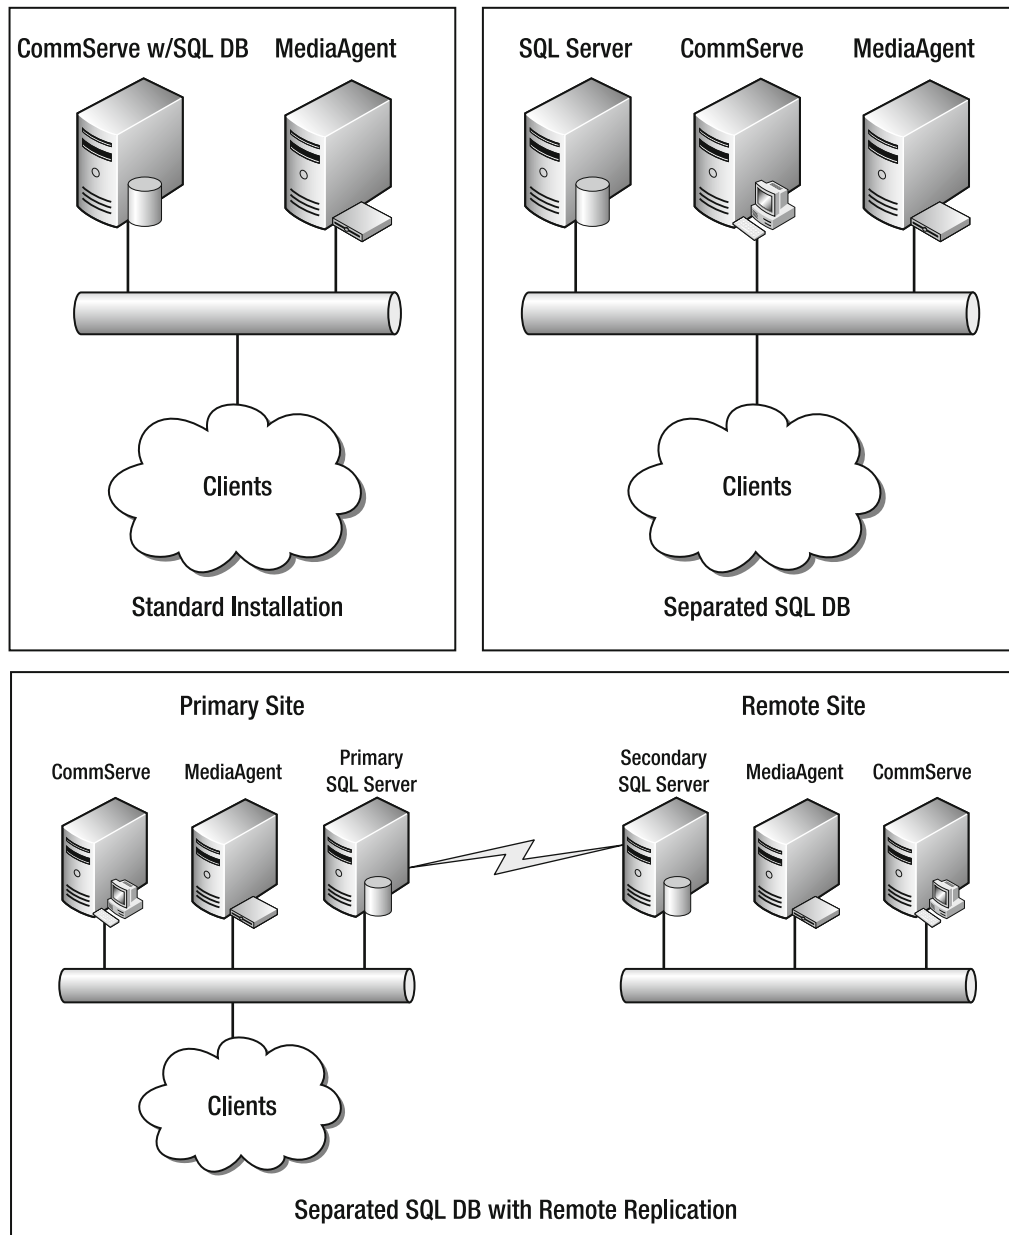 CommServe w/SQL DB
MediaAgent
Clients
Standard Installation
SQL Server
CommServe
MediaAgent
Clients
Separated SQL DB
Primary Site
Remote Site
CommServe
MediaAgent
Primary
SQL Server
Secondary
SQL Server
MediaAgent
CommServe
Clients
Separated SQL DB with Remote Replication